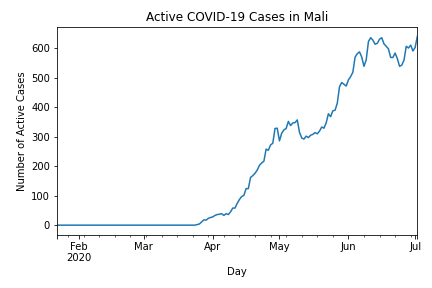 Active COVID-19 Cases in Mali
Number of Active Cases
600
500
400
300
200
100
0
Feb Mar Apr May Jun Jul
2020
Day